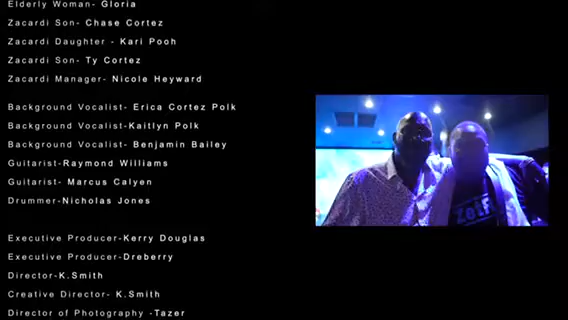 Elderly Woman- Gloria
Zacardi Son- Chase Cortez
Zacardi Daughter - Kari Pooh
Zacardi Son- Ty Cortez
Zacardi Manager- Nicole Heyward
Background Vocalist- Erica Cortez Polk
Background Vocalist-Kaitlyn Polk
Background Vocalist- Benjamin Bailey
Guitarist-Raymond Williams
Guitarist- Marcus Calyen
Drummer-Nicholas Jones
Executive Producer-Kerry Douglas
Executive Producer-Dreberry
Director-K.Smith
Creative Director- K.Smith
Director of Photography -Tazer